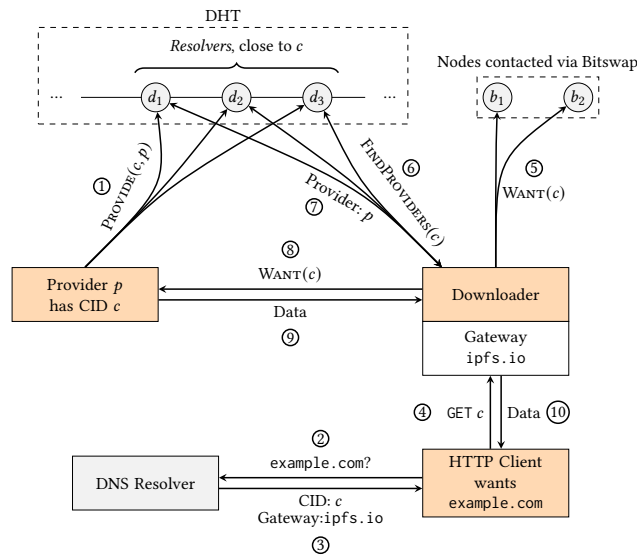 DHT
Resolvers, close to c
Nodes contacted via Bitswap
...
d1
d2
d3
...
b1
b2
① PROVIDE(c, p)
⑥ FINDPROVIDERS(c)
Provider: p
⑦
⑤
WANT(c)
⑧
WANT(c)
Provider p
has CID c
Downloader
Data
⑨
Gateway
ipfs.io
④ GET c
Data ⑩
②
example.com?
DNS Resolver
HTTP Client
wants
example.com
CID: c
Gateway:ipfs.io
③